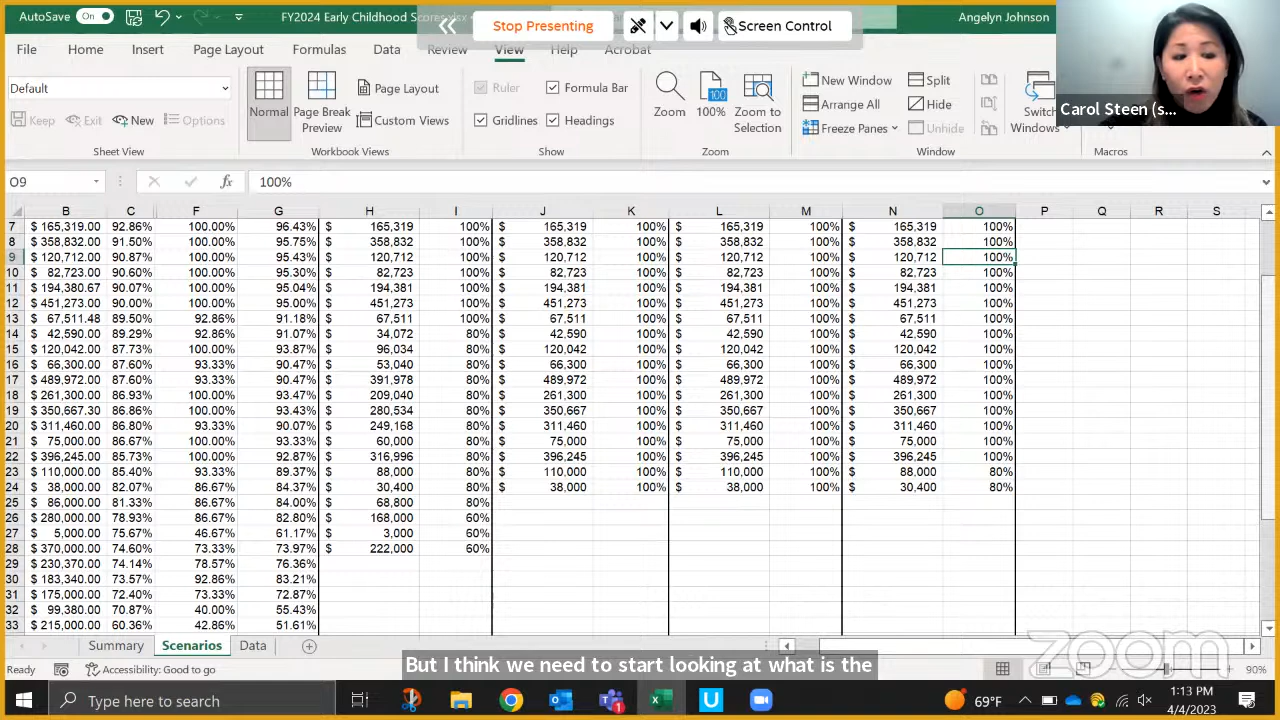 AutoSave On FY2024 Early Childhood Scores.xlsx Angelyn Johnson
Stop Presenting Screen Control
File Home Insert Page Layout Formulas Data Review View Help Acrobat
Default
Keep Exit New Options
Normal Page Break Preview Page Layout Custom Views
Ruler Formula Bar
Gridlines Headings
Zoom 100% Zoom to Selection
New Window Arrange All Freeze Panes
Split Hide Unhide
Switch Windows
Carol Steen (s...
Sheet View Workbook Views Show Zoom Window Macros
O9 fx 100%
B C F G H I J K L M N O P Q R S
7 $ 165,319.00 92.86% 100.00% 96.43% $ 165,319 100% $ 165,319 100% $ 165,319 100% $ 165,319 100%
8 $ 358,832.00 91.50% 100.00% 95.75% $ 358,832 100% $ 358,832 100% $ 358,832 100% $ 358,832 100%
9 $ 120,712.00 90.87% 100.00% 95.43% $ 120,712 100% $ 120,712 100% $ 120,712 100% $ 120,712 100%
10 $ 82,723.00 90.60% 100.00% 95.30% $ 82,723 100% $ 82,723 100% $ 82,723 100% $ 82,723 100%
11 $ 194,380.67 90.07% 100.00% 95.04% $ 194,381 100% $ 194,381 100% $ 194,381 100% $ 194,381 100%
12 $ 451,273.00 90.00% 100.00% 95.00% $ 451,273 100% $ 451,273 100% $ 451,273 100% $ 451,273 100%
13 $ 67,511.48 89.50% 92.86% 91.18% $ 67,511 100% $ 67,511 100% $ 67,511 100% $ 67,511 100%
14 $ 42,590.00 89.29% 92.86% 91.07% $ 34,072 80% $ 42,590 100% $ 42,590 100% $ 42,590 100%
15 $ 120,042.00 87.73% 100.00% 93.87% $ 96,034 80% $ 120,042 100% $ 120,042 100% $ 120,042 100%
16 $ 66,300.00 87.60% 93.33% 90.47% $ 53,040 80% $ 66,300 100% $ 66,300 100% $ 66,300 100%
17 $ 489,972.00 87.60% 93.33% 90.47% $ 391,978 80% $ 489,972 100% $ 489,972 100% $ 489,972 100%
18 $ 261,300.00 86.93% 100.00% 93.47% $ 209,040 80% $ 261,300 100% $ 261,300 100% $ 261,300 100%
19 $ 350,667.30 86.86% 100.00% 93.43% $ 280,534 80% $ 350,667 100% $ 350,667 100% $ 350,667 100%
20 $ 311,460.00 86.80% 93.33% 90.07% $ 249,168 80% $ 311,460 100% $ 311,460 100% $ 311,460 100%
21 $ 75,000.00 86.67% 100.00% 93.33% $ 60,000 80% $ 75,000 100% $ 75,000 100% $ 75,000 100%
22 $ 396,245.00 85.73% 100.00% 92.87% $ 316,996 80% $ 396,245 100% $ 396,245 100% $ 396,245 100%
23 $ 110,000.00 85.40% 93.33% 89.37% $ 88,000 80% $ 110,000 100% $ 110,000 100% $ 88,000 80%
24 $ 38,000.00 82.07% 86.67% 84.37% $ 30,400 80% $ 38,000 100% $ 38,000 100% $ 30,400 80%
25 $ 86,000.00 81.33% 86.67% 84.00% $ 68,800 80%
26 $ 280,000.00 78.93% 86.67% 82.80% $ 168,000 60%
27 $ 5,000.00 75.67% 46.67% 61.17% $ 3,000 60%
28 $ 370,000.00 74.60% 73.33% 73.97% $ 222,000 60%
29 $ 230,370.00 74.14% 78.57% 76.36%
30 $ 183,340.00 73.57% 92.86% 83.21%
31 $ 175,000.00 72.40% 73.33% 72.87%
32 $ 99,380.00 70.87% 40.00% 55.43%
33 $ 215,000.00 60.36% 42.86% 51.61%
Summary Scenarios Data
But I think we need to start looking at what is the
zoom
Ready Accessibility: Good to go 90%
Type here to search 69°F 1:13 PM
4/4/2023